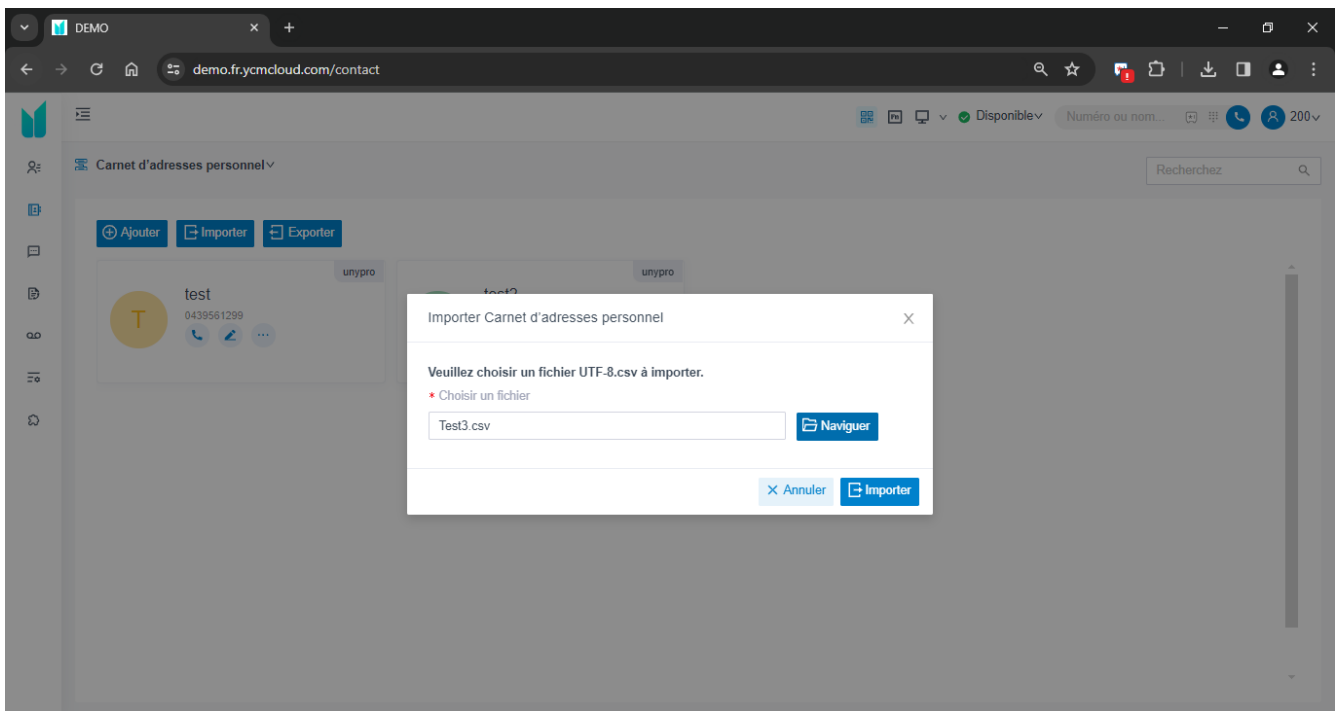 DEMO
demo.fr.ycmcloud.com/contact
Fn
Disponible
Numéro ou nom...
200
Carnet d'adresses personnel
Recherchez
Ajouter
Importer
Exporter
unypro
unypro
test
test2
T
0439561299
Importer Carnet d'adresses personnel
Veuillez choisir un fichier UTF-8.csv à importer.
* Choisir un fichier
Test3.csv
Naviguer
Annuler
Importer